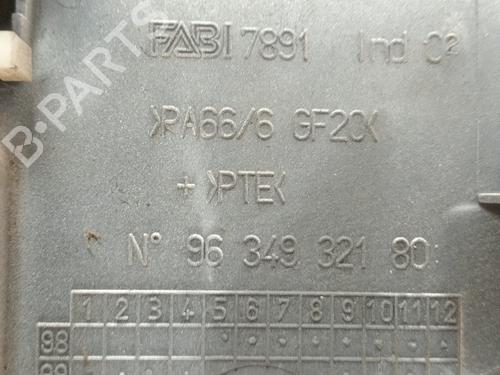 FABI 7891 Ind C2
>PA66/6 GF20<
+ >PTE<
N° 96 349 321 80
1 2 3 4 5 6 7 8 9 10 11 12
98
99
B-PARTS